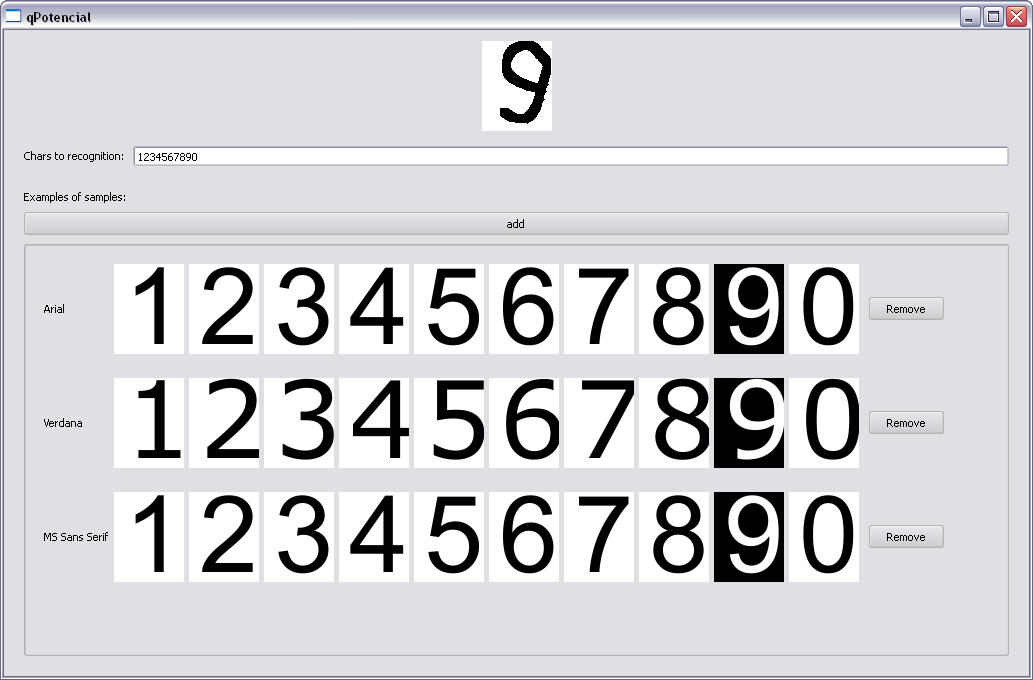 qPotencial
9
Chars to recognition: 1234567890
Examples of samples:
add
Arial 1 2 3 4 5 6 7 8 9 0 Remove
Verdana 1 2 3 4 5 6 7 8 9 0 Remove
MS Sans Serif 1 2 3 4 5 6 7 8 9 0 Remove